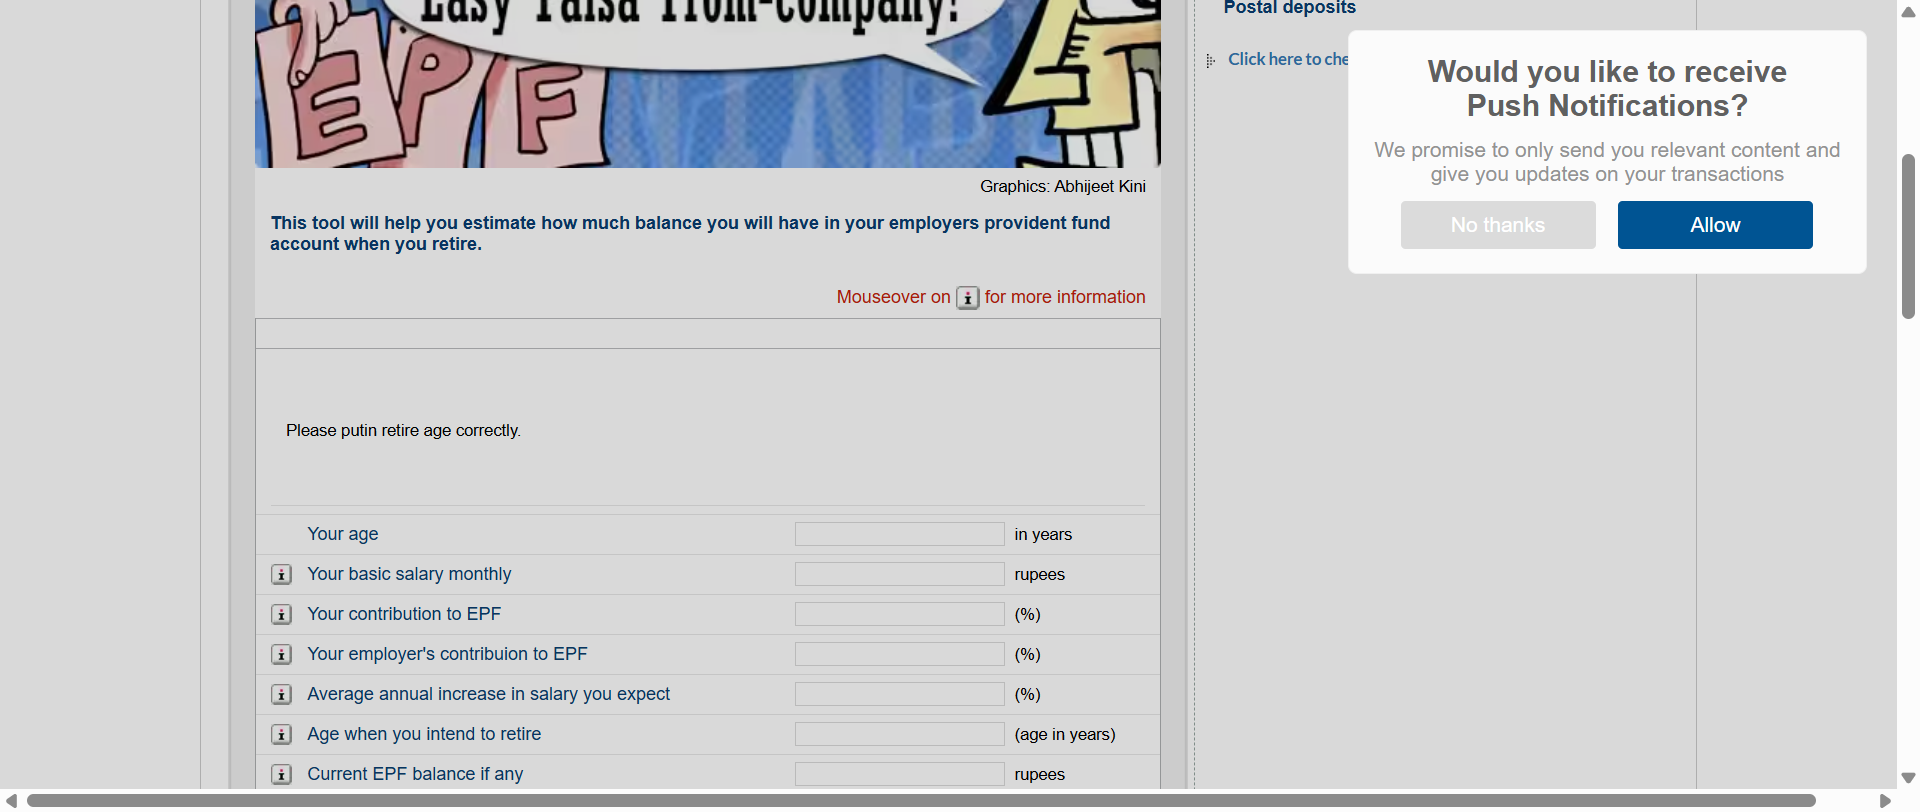 Easy Paisa from-company!
EPF
Graphics: Abhijeet Kini
This tool will help you estimate how much balance you will have in your employers provident fund
account when you retire.
Mouseover on i for more information
Please putin retire age correctly.
Your age in years
i Your basic salary monthly rupees
i Your contribution to EPF (%)
i Your employer's contribuion to EPF (%)
i Average annual increase in salary you expect (%)
i Age when you intend to retire (age in years)
i Current EPF balance if any rupees
Postal deposits
Click here to che
Would you like to receive
Push Notifications?
We promise to only send you relevant content and
give you updates on your transactions
No thanks
Allow